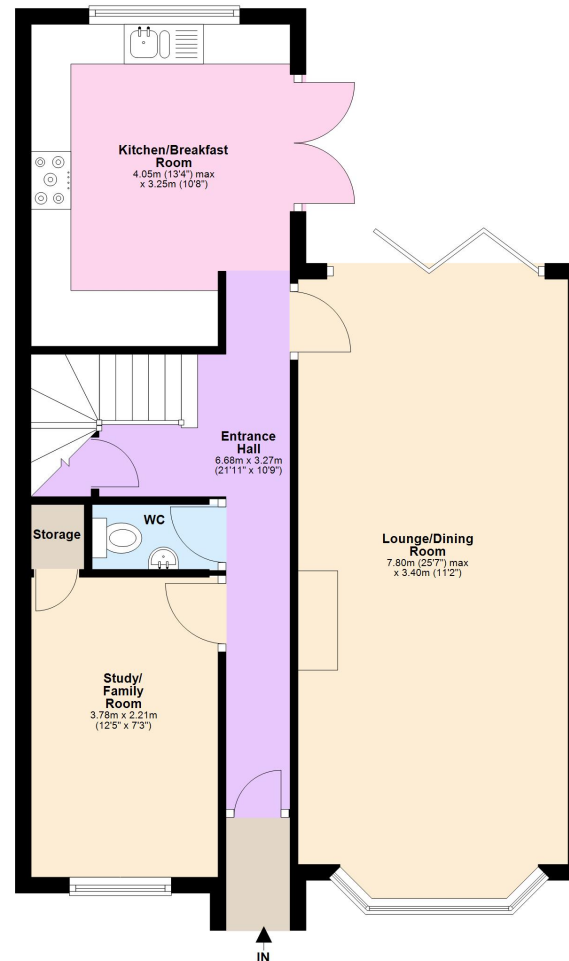 Kitchen/Breakfast
Room
4.05m (13'4") max
x 3.25m (10'8")
Entrance
Hall
6.68m x 3.27m
(21'11" x 10'9")
WC
Storage
Lounge/Dining
Room
7.80m (25'7") max
x 3.40m (11'2")
Study/
Family
Room
3.78m x 2.21m
(12'5" x 7'3")
IN